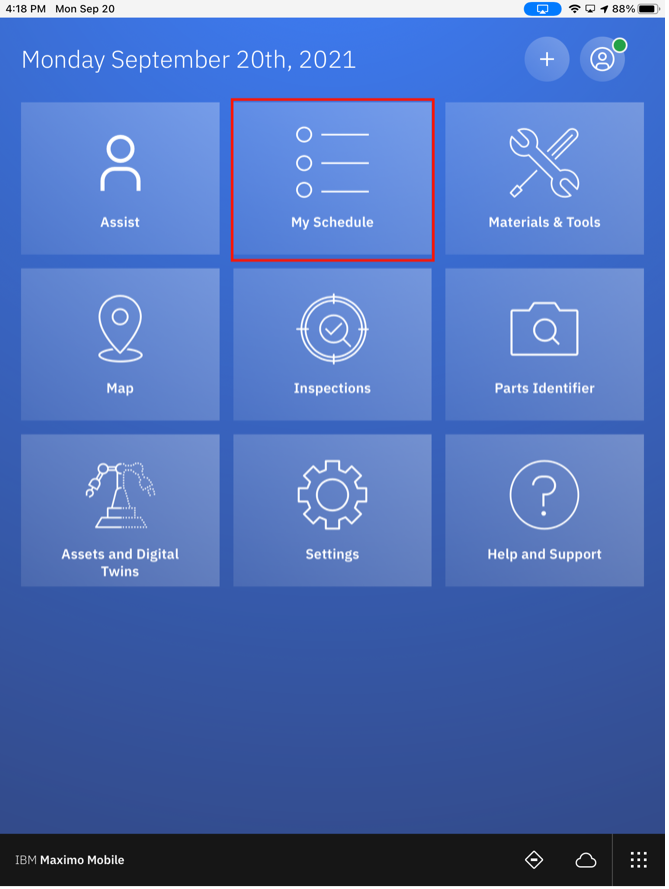 4:18 PM Mon Sep 20 88%
Monday September 20th, 2021
Assist
My Schedule
Materials & Tools
Map
Inspections
Parts Identifier
Assets and Digital
Twins
Settings
Help and Support
IBM Maximo Mobile